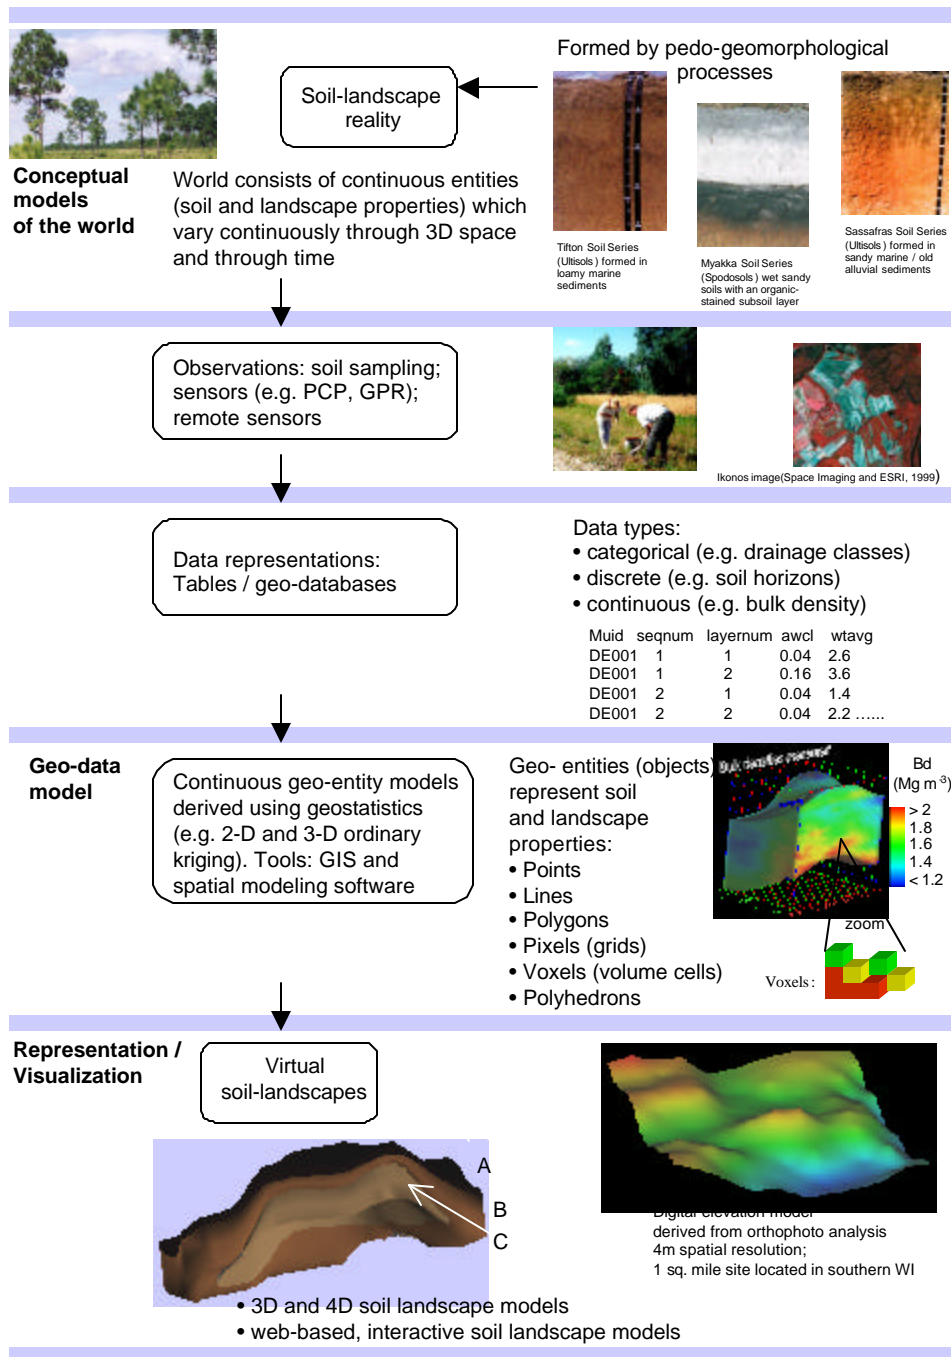 Formed by pedo-geomorphological
processes
Soil-landscape
reality
Conceptual
models
of the world
World consists of continuous entities
(soil and landscape properties) which
vary continuously through 3D space
and through time
Tifton Soil Series
(Ultisols) formed in
loamy marine
sediments
Myakka Soil Series
(Spodosols) wet sandy
soils with an organic-
stained subsoil layer
Sassafras Soil Series
(Ultisols) formed in
sandy marine / old
alluvial sediments
Observations: soil sampling;
sensors (e.g. PCP, GPR);
remote sensors
Ikonos image(Space Imaging and ESRI, 1999)
Data representations:
Tables / geo-databases
Data types:
• categorical (e.g. drainage classes)
• discrete (e.g. soil horizons)
• continuous (e.g. bulk density)
Muid seqnum layernum awcl wtavg
DE001 1 1 0.04 2.6
DE001 1 2 0.16 3.6
DE001 2 1 0.04 1.4
DE001 2 2 0.04 2.2 …...
Geo-data
model
Continuous geo-entity models
derived using geostatistics
(e.g. 2-D and 3-D ordinary
kriging). Tools: GIS and
spatial modeling software
Geo- entities (objects)
represent soil
and landscape
properties:
• Points
• Lines
• Polygons
• Pixels (grids)
• Voxels (volume cells)
• Polyhedrons
Bd
(Mg m-3)
> 2
1.8
1.6
1.4
< 1.2
zoom
Voxels:
Representation /
Visualization
Virtual
soil-landscapes
A
B
C
Digital elevation model
derived from orthophoto analysis
4m spatial resolution;
1 sq. mile site located in southern WI
• 3D and 4D soil landscape models
• web-based, interactive soil landscape models